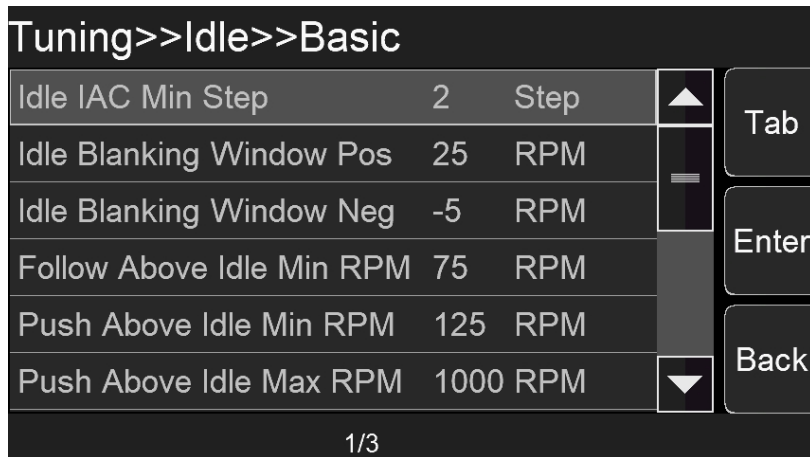 Tuning>>Idle>>Basic
Idle IAC Min Step 2 Step
Idle Blanking Window Pos 25 RPM
Idle Blanking Window Neg -5 RPM
Follow Above Idle Min RPM 75 RPM
Push Above Idle Min RPM 125 RPM
Push Above Idle Max RPM 1000 RPM
Tab
Enter
Back
1/3